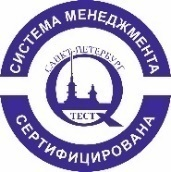 СИСТЕМА МЕНЕДЖМЕНТА
САНКТ-ПЕТЕРБУРГ
ТЕСТ
СЕРТИФИЦИРОВАНА